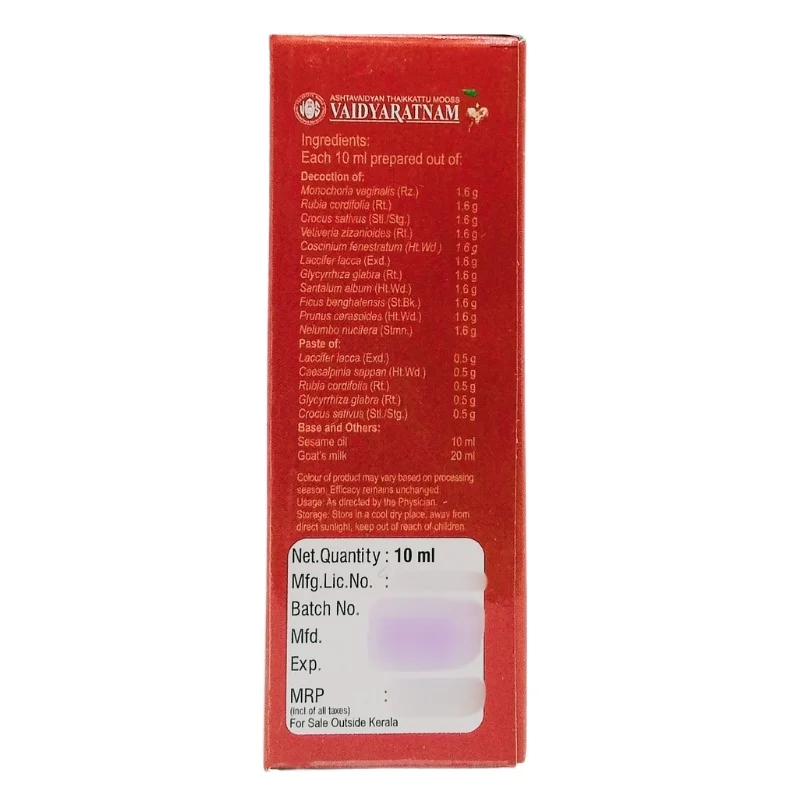 ASHTAVAIDYAN THAIKKATTU MOOSS
VAIDYARATNAM
Ingredients:
Each 10 ml prepared out of:
Decoction of:
Monochoria vaginalis (Rz.) 1.6 g
Rubia cordifolia (Rt.) 1.6 g
Crocus sativus (Stl./Stg.) 1.6 g
Vetiveria zizanioides (Rt.) 1.6 g
Coscinium fenestratum (Ht.Wd.) 1.6 g
Laccifer lacca (Exd.) 1.6 g
Glycyrrhiza glabra (Rt.) 1.6 g
Santalum album (Ht.Wd.) 1.6 g
Ficus benghalensis (St.Bk.) 1.6 g
Prunus cerasoides (Ht.Wd.) 1.6 g
Nelumbo nucifera (Stmn.) 1.6 g
Paste of:
Laccifer lacca (Exd.) 0.5 g
Caesalpinia sappan (Ht.Wd.) 0.5 g
Rubia cordifolia (Rt.) 0.5 g
Glycyrrhiza glabra (Rt.) 0.5 g
Crocus sativus (Stl./Stg.) 0.5 g
Base and Others:
Sesame oil 10 ml
Goat's milk 20 ml
Colour of product may vary based on processing
season. Efficacy remains unchanged.
Usage: As directed by the Physician.
Storage: Store in a cool dry place, away from
direct sunlight, keep out of reach of children.
Net.Quantity : 10 ml
Mfg.Lic.No. :
Batch No.
Mfd.
Exp.
MRP :
(incl of all taxes)
For Sale Outside Kerala